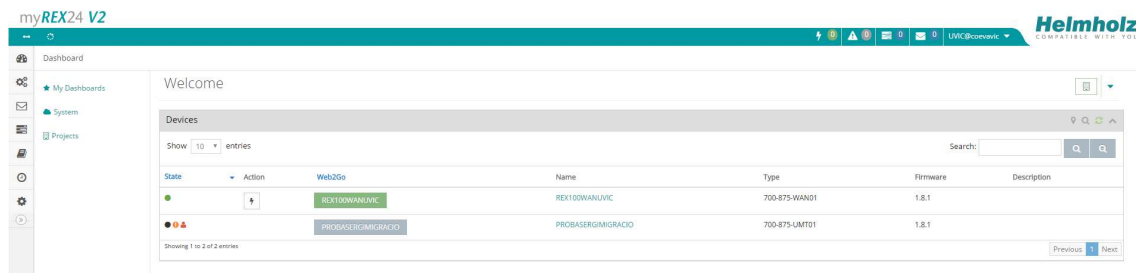 myREX24 V2
0 0 0 0 UVIC@coevavic
Helmholz
COMPATIBLE WITH YOU
Dashboard
My Dashboards
System
Projects
Welcome
Devices
Show 10 entries
Search:
State Action Web2Go Name Type Firmware Description
REX100WANUVIC REX100WANUVIC 700-875-WAN01 1.8.1
PROBASERGIMIGRACIO PROBASERGIMIGRACIO 700-875-UMT01 1.8.1
Showing 1 to 2 of 2 entries
Previous 1 Next